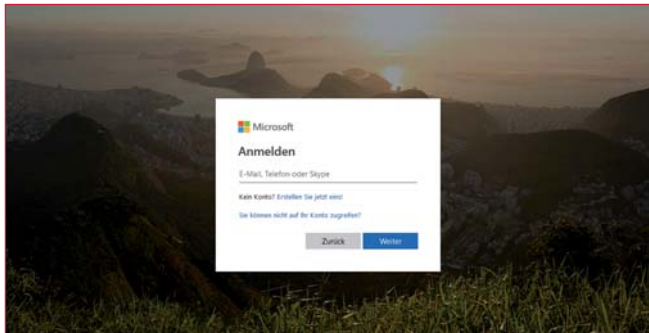 Microsoft
Anmelden
E-Mail, Telefon oder Skype
Kein Konto? Erstellen Sie jetzt eins!
Sie können nicht auf Ihr Konto zugreifen?
Zurück Weiter